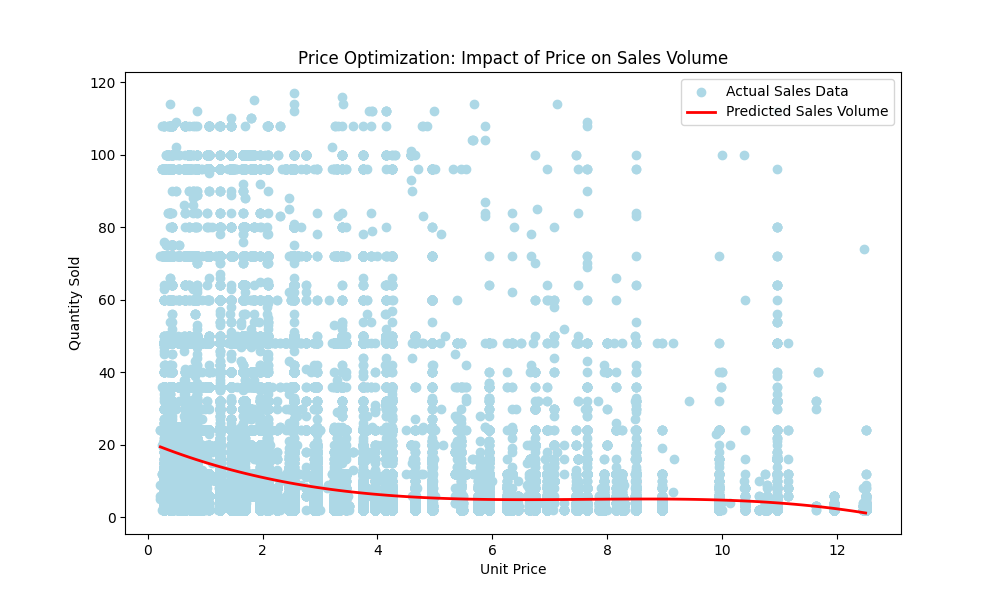 Price Optimization: Impact of Price on Sales Volume
Actual Sales Data
Predicted Sales Volume
120
100
80
60
40
20
0
Quantity Sold
0 2 4 6 8 10 12
Unit Price